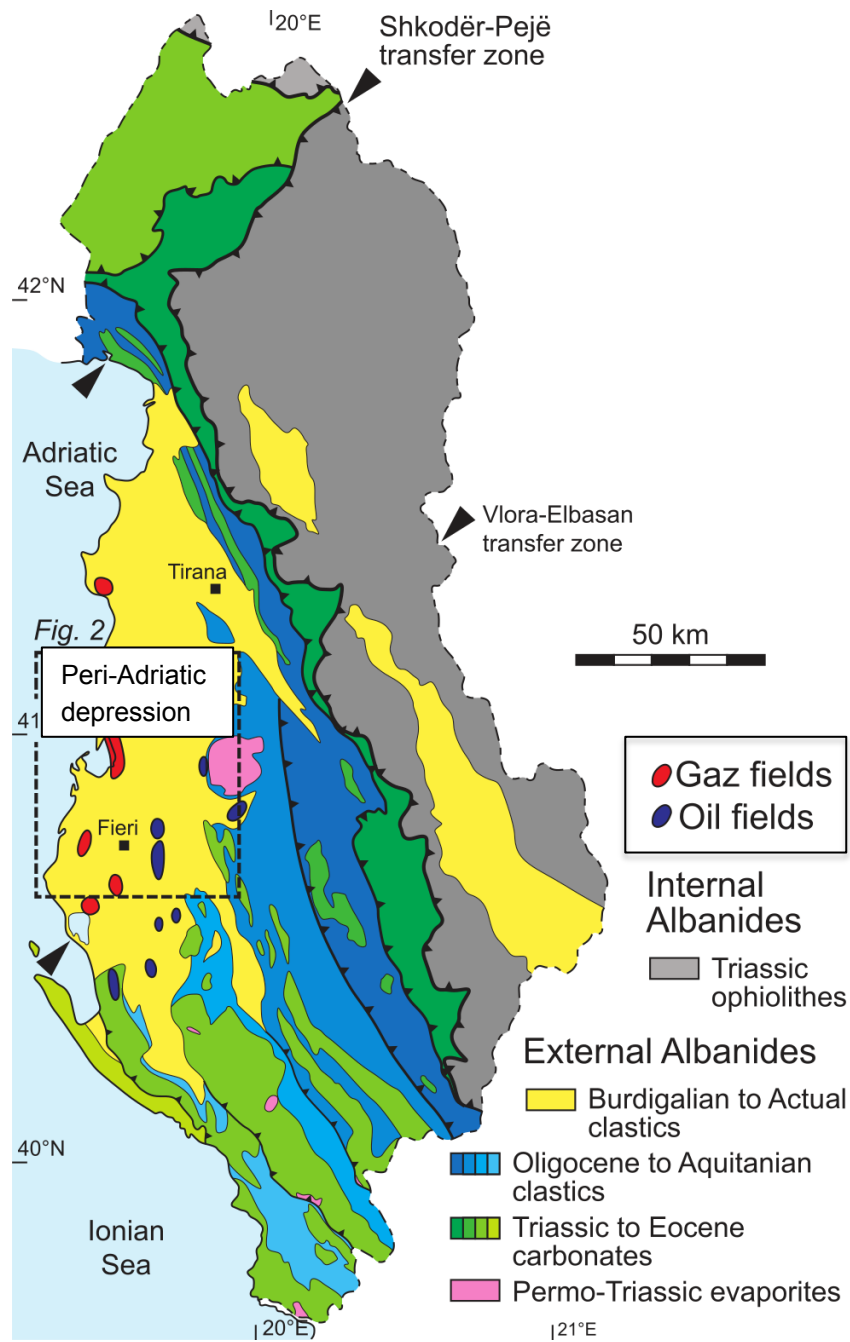 20°E
Shkodër-Pejë
transfer zone
42°N
Adriatic
Sea
Vlora-Elbasan
transfer zone
Tirana
Fig. 2
50 km
Peri-Adriatic
depression
41
Gaz fields
Oil fields
Fieri
Internal
Albanides
Triassic
ophiolithes
External Albanides
Burdigalian to Actual
clastics
40°N
Oligocene to Aquitanian
clastics
Ionian
Sea
Triassic to Eocene
carbonates
Permo-Triassic evaporites
20°E
21°E